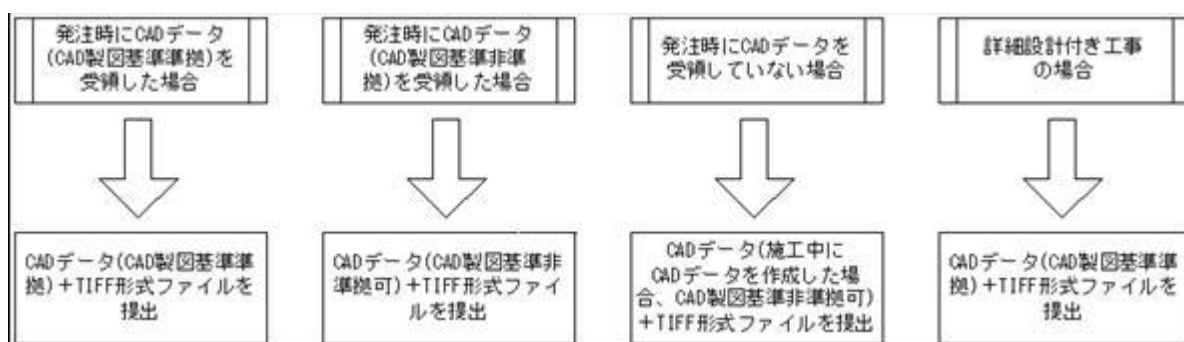 発注時にCADデータ
(CAD製図基準準拠)を
受領した場合
発注時にCADデータ
(CAD製図基準非準
拠)を受領した場合
発注時にCADデータを
受領していない場合
詳細設計付き工事
の場合
CADデータ(CAD製図基準準
拠)+TIFF形式ファイルを
提出
CADデータ(CAD製図基準非
準拠可)+TIFF形式ファイ
ルを提出
CADデータ(施工中に
CADデータを作成した場
合、CAD製図基準非準拠可)
+TIFF形式ファイルを提出
CADデータ(CAD製図基準準
拠)+TIFF形式ファイルを
提出